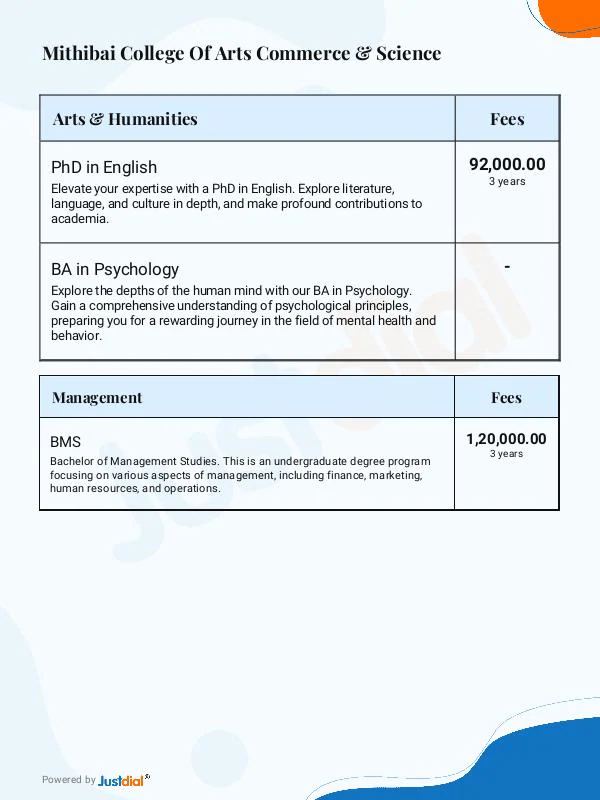 Mithibai College Of Arts Commerce & Science
Arts & Humanities Fees
PhD in English 92,000.00
3 years
Elevate your expertise with a PhD in English. Explore literature,
language, and culture in depth, and make profound contributions to
academia.
BA in Psychology -
Explore the depths of the human mind with our BA in Psychology.
Gain a comprehensive understanding of psychological principles,
preparing you for a rewarding journey in the field of mental health and
behavior.
Management Fees
BMS 1,20,000.00
3 years
Bachelor of Management Studies. This is an undergraduate degree program
focusing on various aspects of management, including finance, marketing,
human resources, and operations.
Justdial
Powered by Justdial®